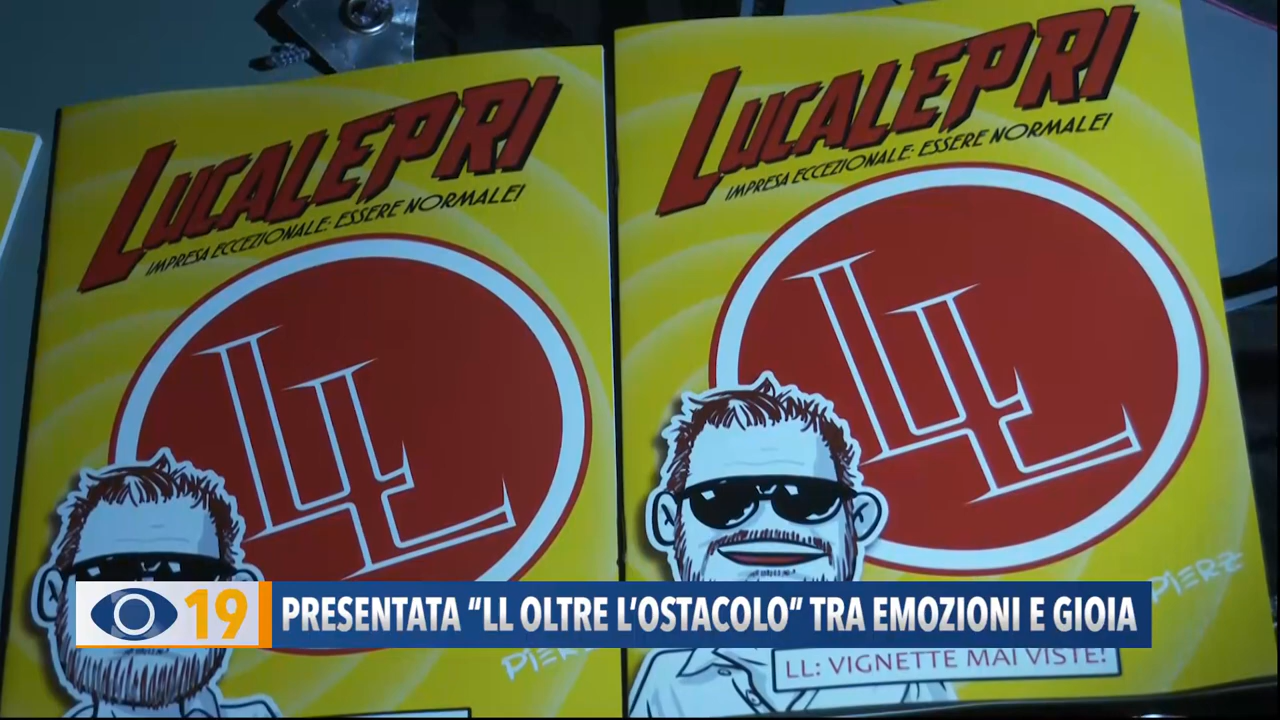 LUCALEPRI
IMPRESA ECCEZIONALE: ESSERE NORMALE!
LL
PIERZ
LUCALEPRI
IMPRESA ECCEZIONALE: ESSERE NORMALE!
LL
PIERZ
LL: VIGNETTE MAI VISTE!
19
PRESENTATA “LL OLTRE L’OSTACOLO” TRA EMOZIONI E GIOIA